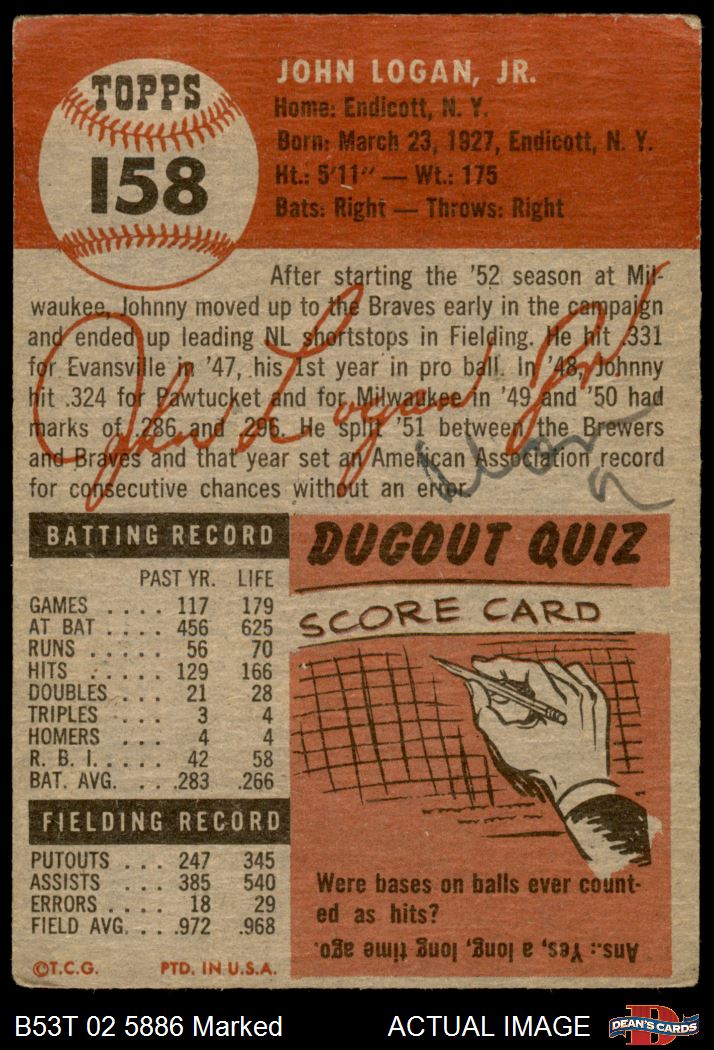 TOPPS
158
JOHN LOGAN, JR.
Home: Endicott, N. Y.
Born: March 23, 1927, Endicott, N. Y.
Ht.: 5'11" — Wt.: 175
Bats: Right — Throws: Right
After starting the '52 season at Mil-
waukee, Johnny moved up to the Braves early in the campaign
and ended up leading NL shortstops in Fielding. He hit .331
for Evansville in '47, his 1st year in pro ball. In '48, Johnny
hit .324 for Pawtucket and for Milwaukee in '49 and '50 had
marks of .286 and .296. He split '51 between the Brewers
and Braves and that year set an American Association record
for consecutive chances without an error.
John Logan Jr
BATTING RECORD
PAST YR. LIFE
GAMES .... 117 179
AT BAT .... 456 625
RUNS ..... 56 70
HITS ..... 129 166
DOUBLES .... 21 28
TRIPLES ... 3 4
HOMERS ... 4 4
R. B. I. .... 42 58
BAT. AVG. ... .283 .266
FIELDING RECORD
PUTOUTS ... 247 345
ASSISTS ... 385 540
ERRORS ... 18 29
FIELD AVG. ... .972 .968
©T.C.G. PTD. IN U.S.A.
DUGOUT QUIZ
SCORE CARD
Were bases on balls ever count-
ed as hits?
Ans.: Yes, a long, long time ago.
B53T 02 5886 Marked
ACTUAL IMAGE
DEAN'S CARDS